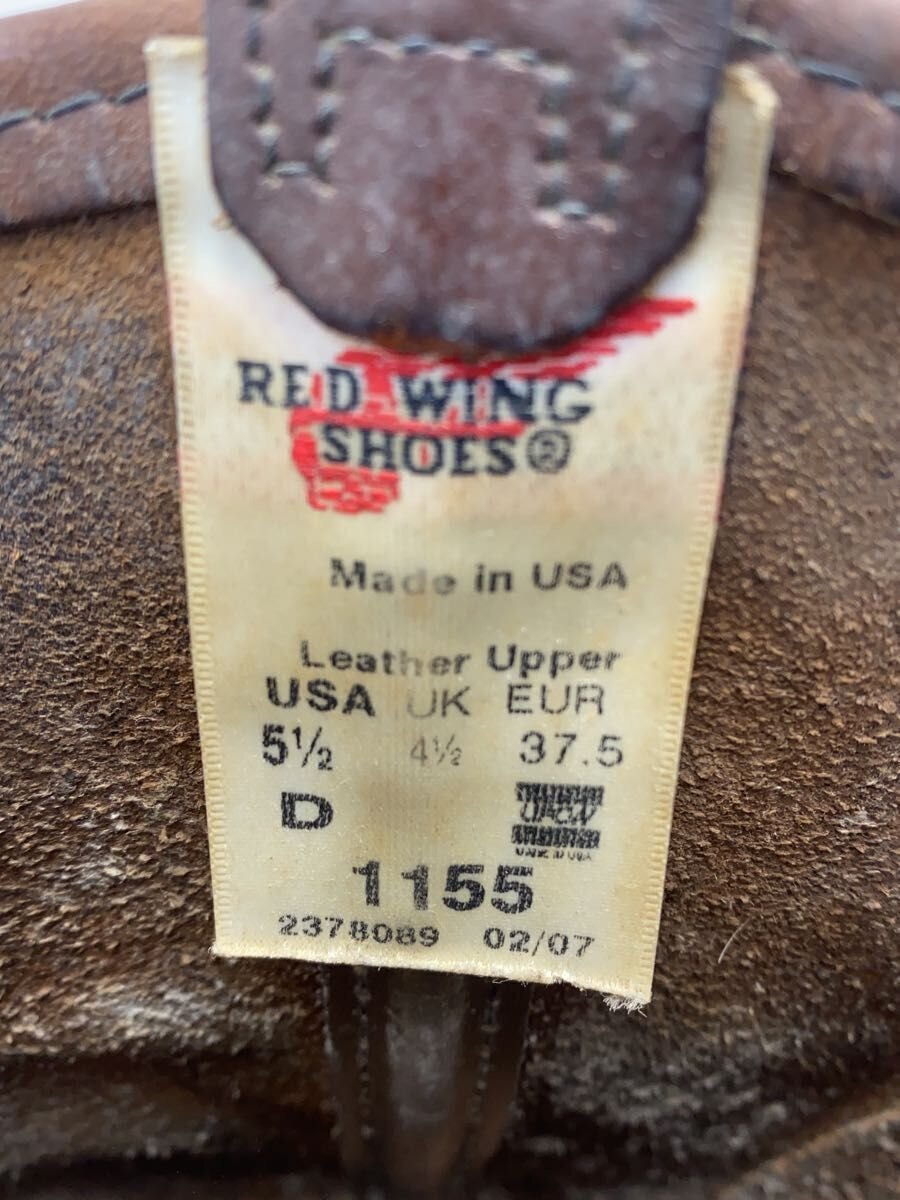 RED WING
SHOES®
Made in USA
Leather Upper
USA UK EUR
5½ 4½ 37.5
D
1155
2378089 02/07